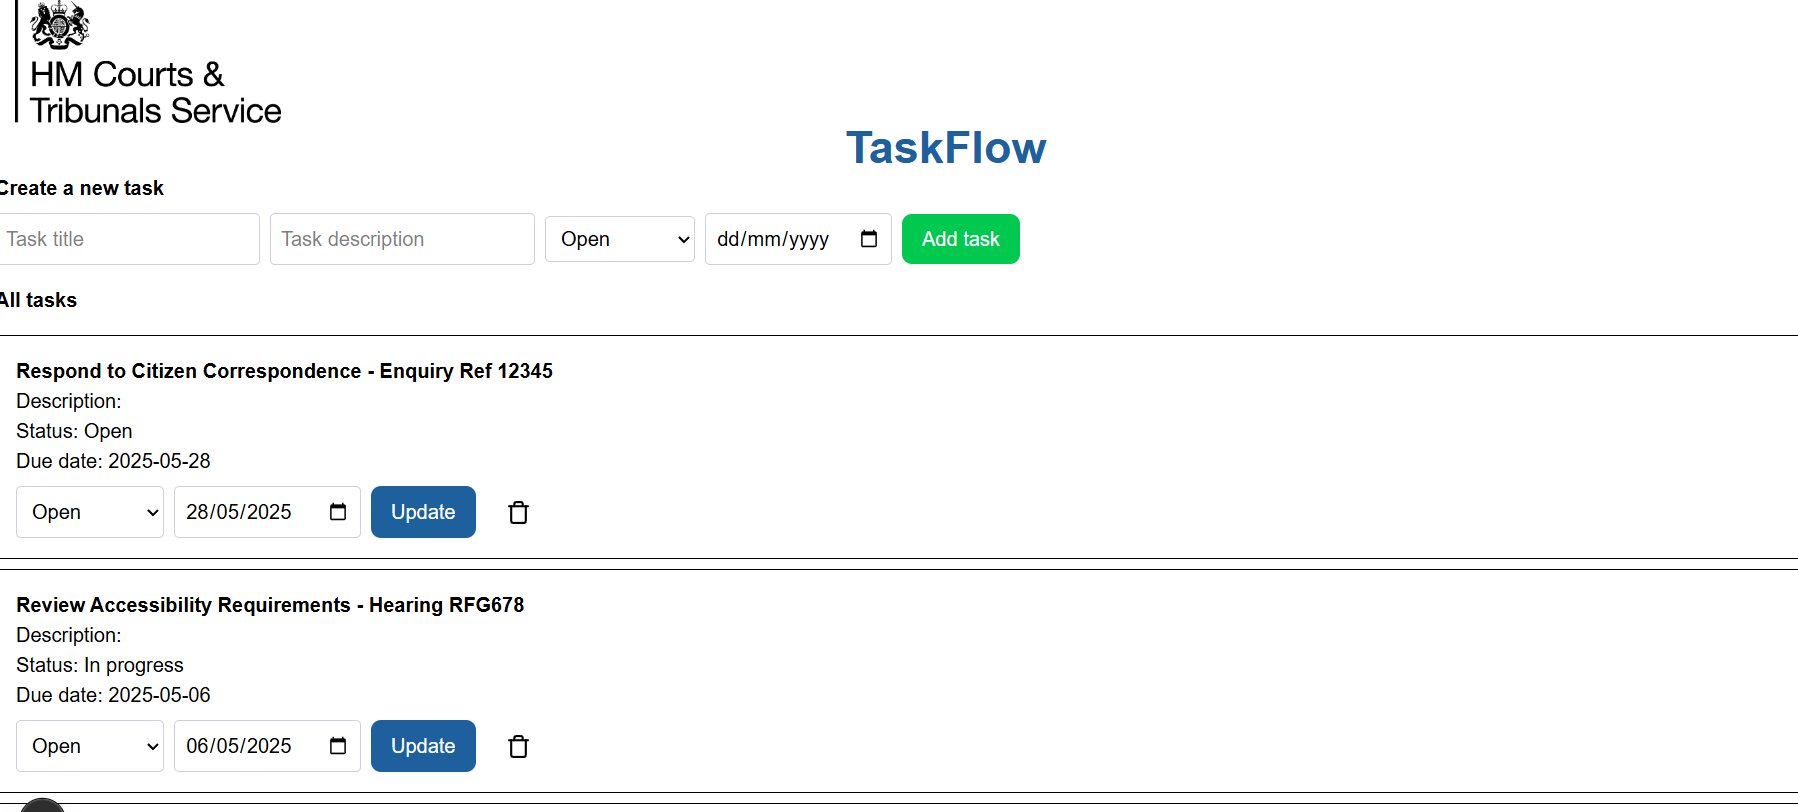 HM Courts &
Tribunals Service
TaskFlow
Create a new task
Task title Task description Open dd/mm/yyyy Add task
All tasks
Respond to Citizen Correspondence - Enquiry Ref 12345
Description:
Status: Open
Due date: 2025-05-28
Open 28/05/2025 Update
Review Accessibility Requirements - Hearing RFG678
Description:
Status: In progress
Due date: 2025-05-06
Open 06/05/2025 Update